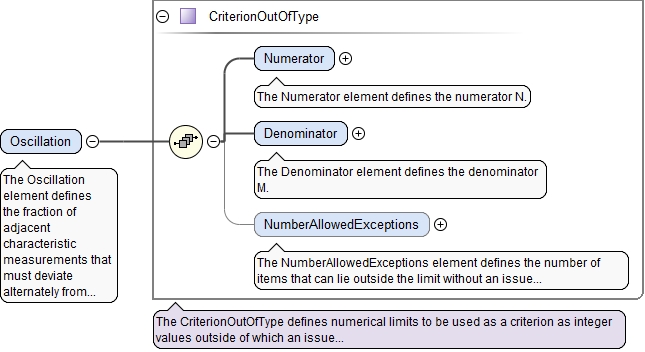 CriterionOutOfType
Numerator
The Numerator element defines the numerator N.
Denominator
The Denominator element defines the denominator
M.
NumberAllowedExceptions
The NumberAllowedExceptions element defines the number of
items that can lie outside the limit without an issue...
Oscillation
The Oscillation
element defines
the fraction of
adjacent
characteristic
measurements that
must deviate
alternately from...
The CriterionOutOfType defines numerical limits to be used as a criterion as integer
values outside of which an issue...